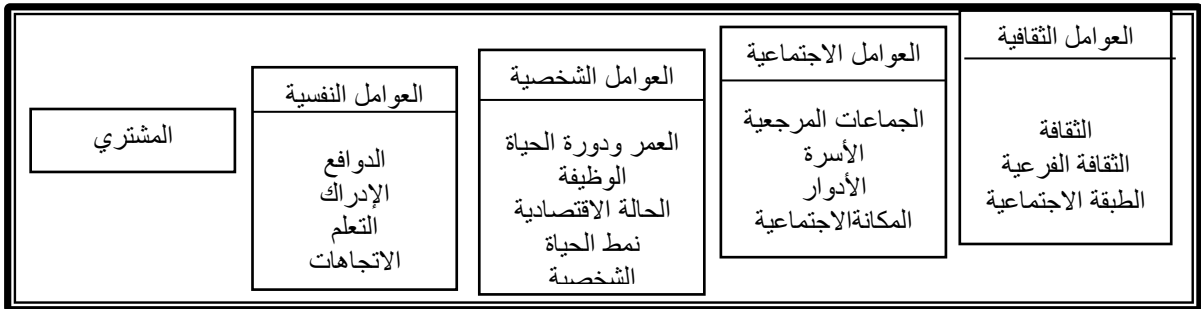 العوامل الثقافية
الثقافة
الثقافة الفرعية
الطبقة الاجتماعية
العوامل الاجتماعية
الجماعات المرجعية
الأسرة
الأدوار
المكانةالاجتماعية
العوامل الشخصية
العمر ودورة الحياة
الوظيفة
الحالة الاقتصادية
نمط الحياة
الشخصية
العوامل النفسية
الدوافع
الإدراك
التعلم
الاتجاهات
المشتري